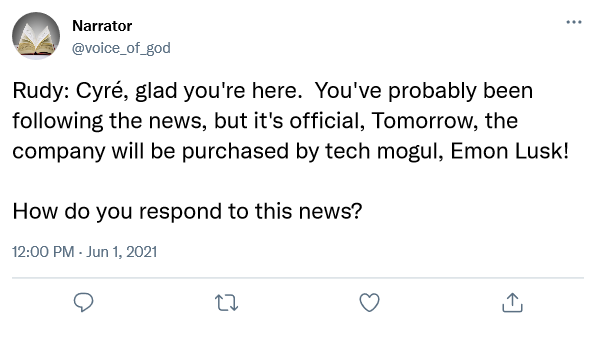 Narrator
@voice_of_god
Rudy: Cyré, glad you're here.  You've probably been
following the news, but it's official, Tomorrow, the
company will be purchased by tech mogul, Emon Lusk!
How do you respond to this news?
12:00 PM · Jun 1, 2021